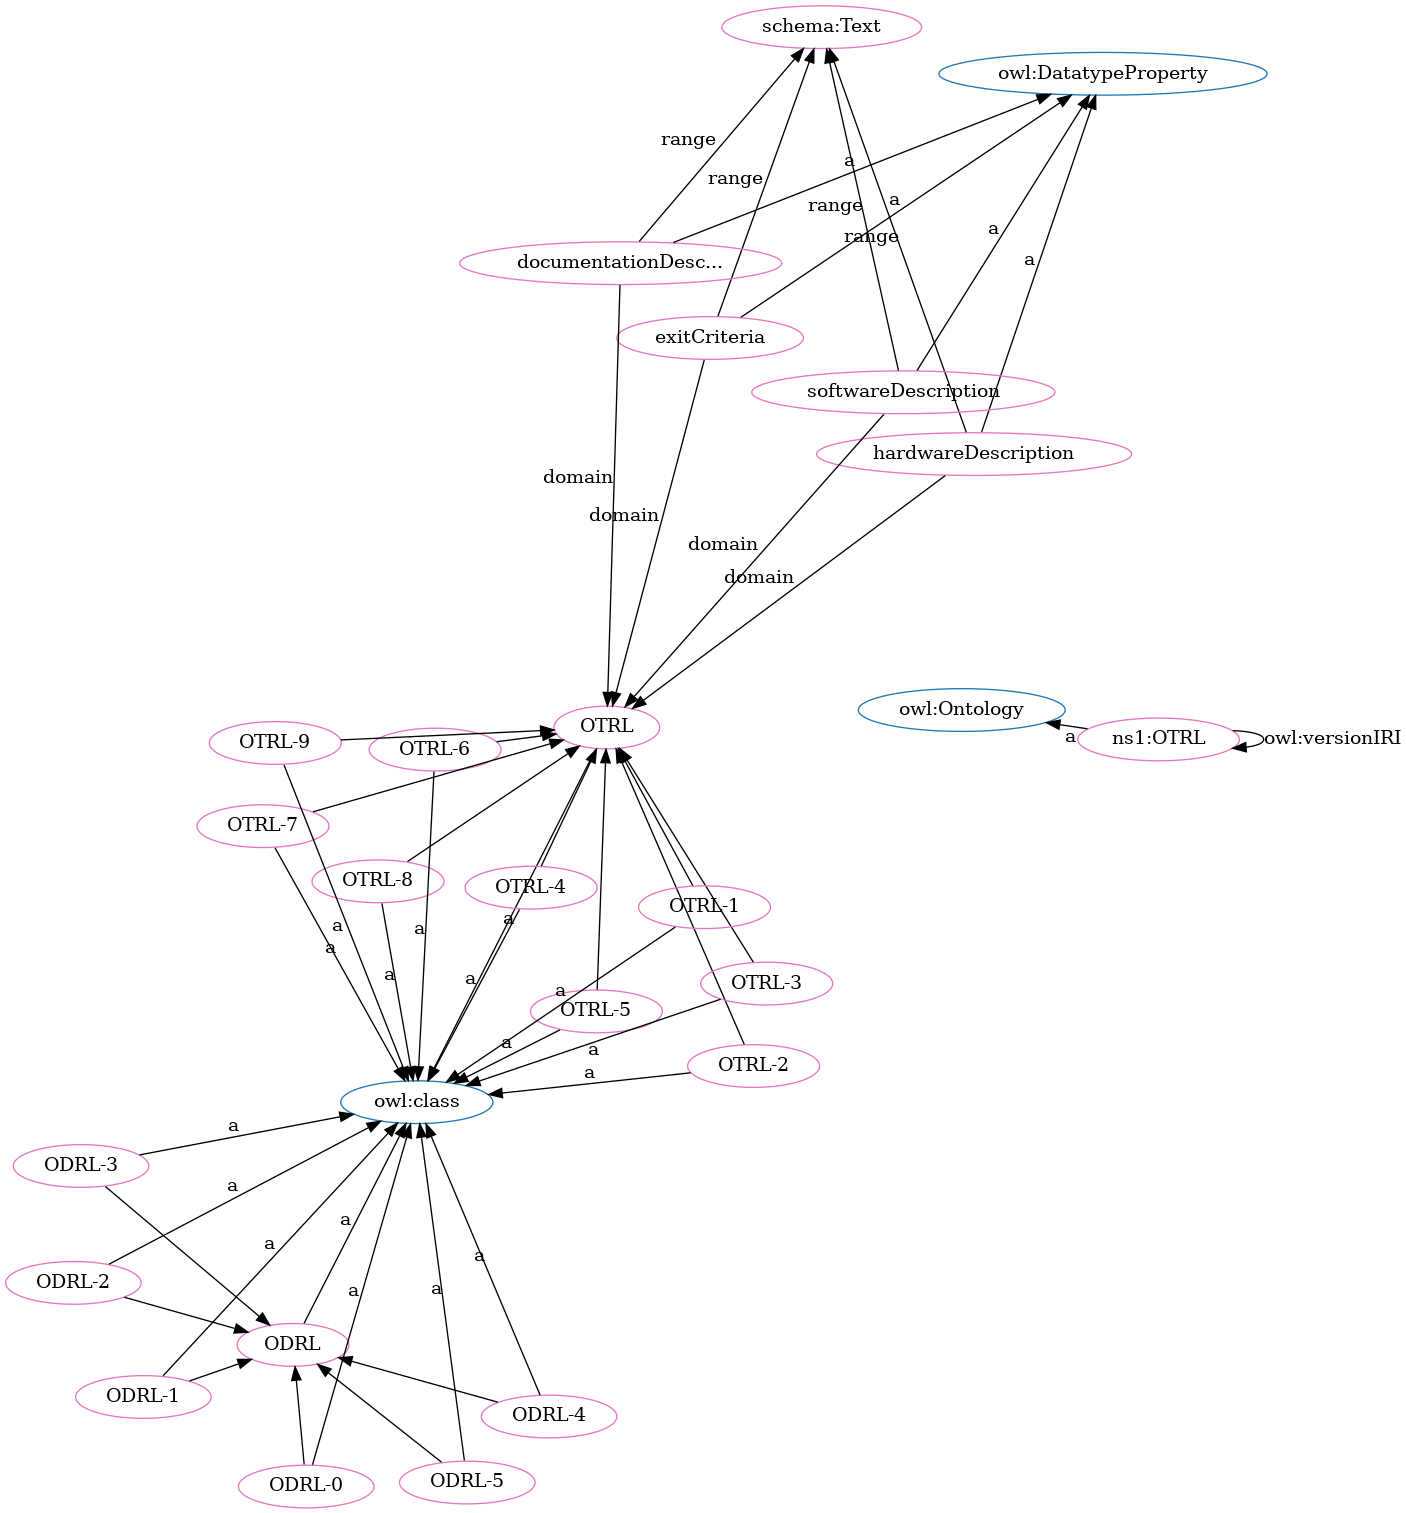 schema:Text
owl:DatatypeProperty
range
a
range
a
range
a
range
a
documentationDesc...
exitCriteria
softwareDescription
hardwareDescription
domain
domain
domain
domain
owl:Ontology
a
ns1:OTRL
owl:versionIRI
OTRL
OTRL-9
OTRL-6
OTRL-7
OTRL-8
OTRL-4
OTRL-1
a
a
a
a
a
a
a
OTRL-3
OTRL-5
a
a
OTRL-2
a
owl:class
a
ODRL-3
a
a
a
a
ODRL-2
a
a
ODRL
ODRL-1
ODRL-4
ODRL-0
ODRL-5